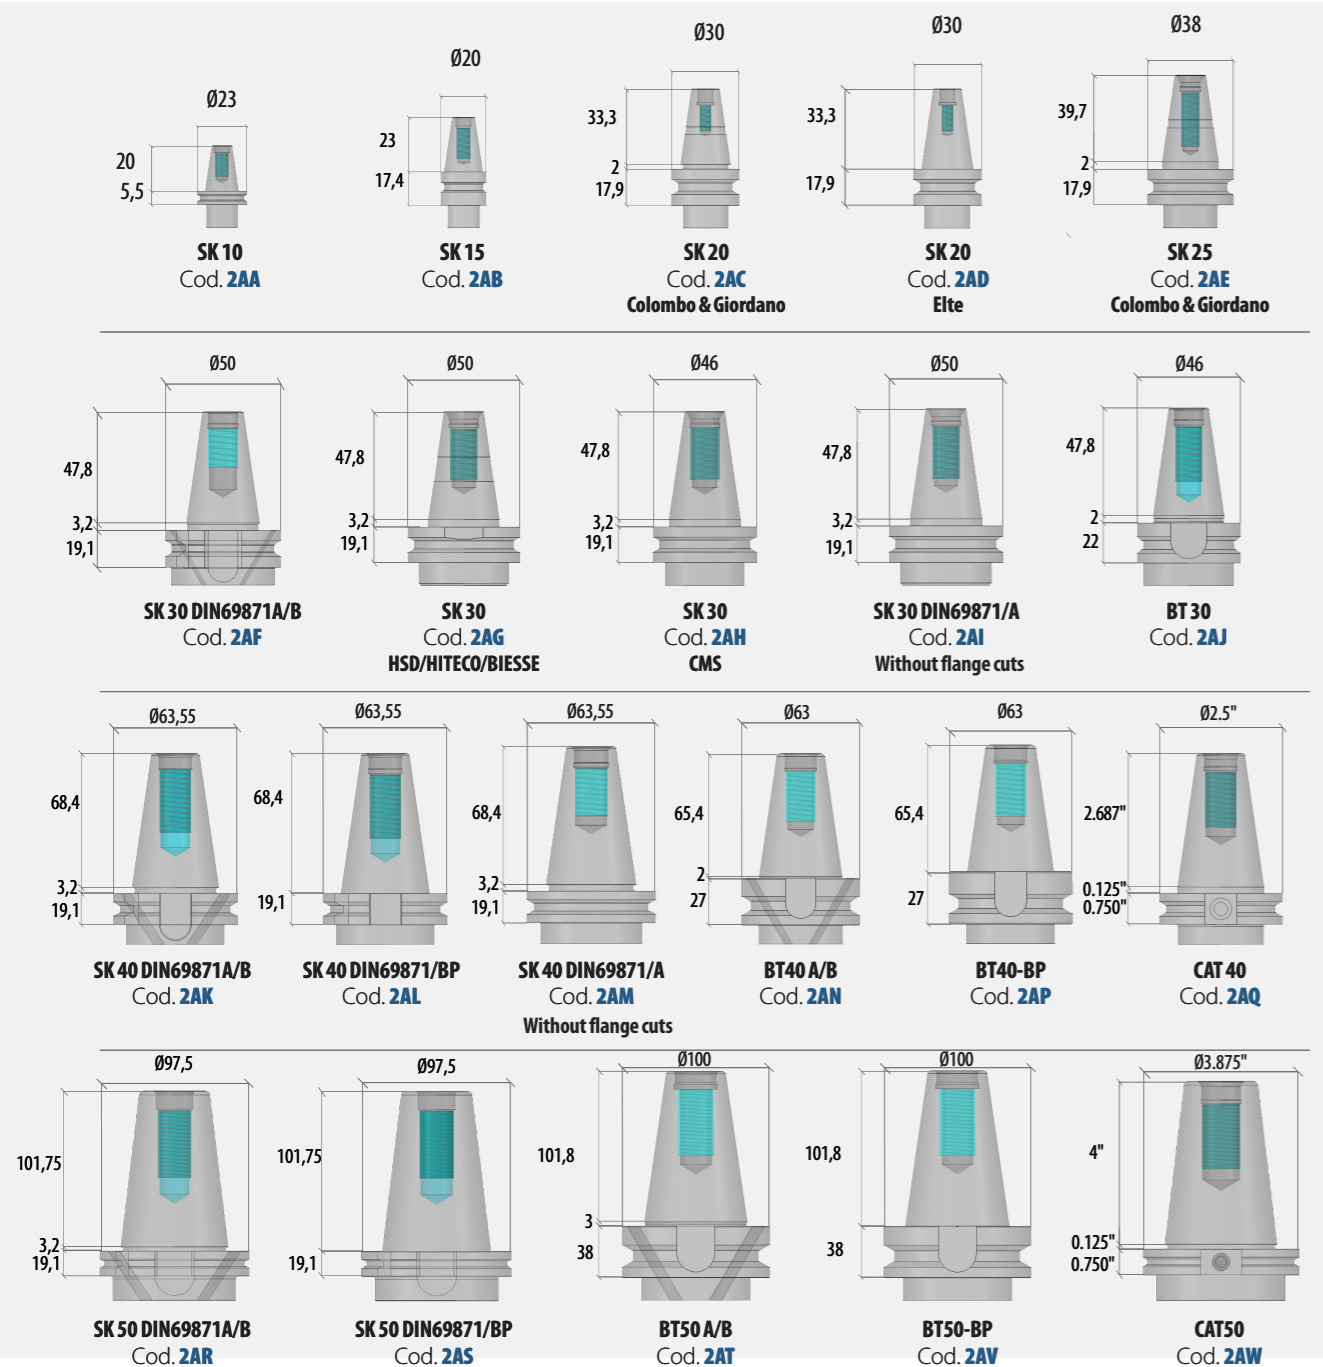 Ø23
20
5,5
SK 10
Cod. 2AA
Ø20
23
17,4
SK 15
Cod. 2AB
Ø30
33,3
2
17,9
SK 20
Cod. 2AC
Colombo & Giordano
Ø30
33,3
17,9
SK 20
Cod. 2AD
Elte
Ø38
39,7
2
17,9
SK 25
Cod. 2AE
Colombo & Giordano
Ø50
47,8
3,2
19,1
SK 30 DIN69871A/B
Cod. 2AF
Ø50
47,8
3,2
19,1
SK 30
Cod. 2AG
HSD/HITECO/BIESSE
Ø46
47,8
3,2
19,1
SK 30
Cod. 2AH
CMS
Ø50
47,8
3,2
19,1
SK 30 DIN69871/A
Cod. 2AI
Without flange cuts
Ø46
47,8
2
22
BT 30
Cod. 2AJ
Ø63,55
68,4
3,2
19,1
SK 40 DIN69871A/B
Cod. 2AK
Ø63,55
68,4
19,1
SK 40 DIN69871/BP
Cod. 2AL
Ø63,55
68,4
3,2
19,1
SK 40 DIN69871/A
Cod. 2AM
Without flange cuts
Ø63
65,4
2
27
BT40 A/B
Cod. 2AN
Ø63
65,4
27
BT40-BP
Cod. 2AP
Ø2.5"
2.687"
0.125"
0.750"
CAT 40
Cod. 2AQ
Ø97,5
101,75
3,2
19,1
SK 50 DIN69871A/B
Cod. 2AR
Ø97,5
101,75
19,1
SK 50 DIN69871/BP
Cod. 2AS
Ø100
101,8
3
38
BT50 A/B
Cod. 2AT
Ø100
101,8
38
BT50-BP
Cod. 2AV
Ø3.875"
4"
0.125"
0.750"
CAT50
Cod. 2AW